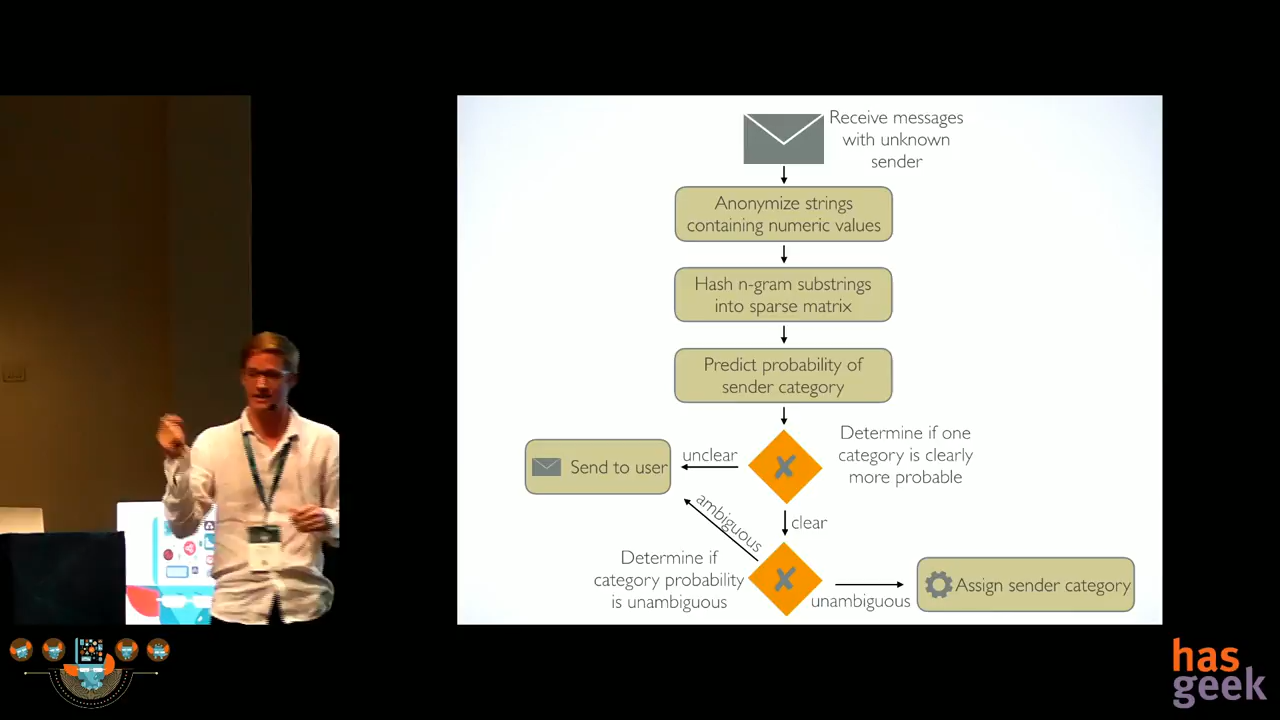 Receive messages
with unknown
sender
Anonymize strings
containing numeric values
Hash n-gram substrings
into sparse matrix
Predict probability of
sender category
Determine if one
category is clearly
more probable
unclear
Send to user
ambiguous
clear
Determine if
category probability
is unambiguous
unambiguous
Assign sender category
has
geek